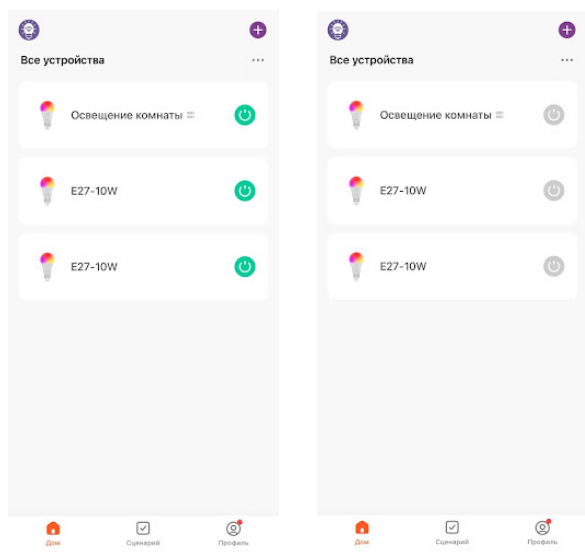 Все устройства
Освещение комнаты
E27-10W
E27-10W
Дом
Сценарий
Профиль
Все устройства
Освещение комнаты
E27-10W
E27-10W
Дом
Сценарий
Профиль